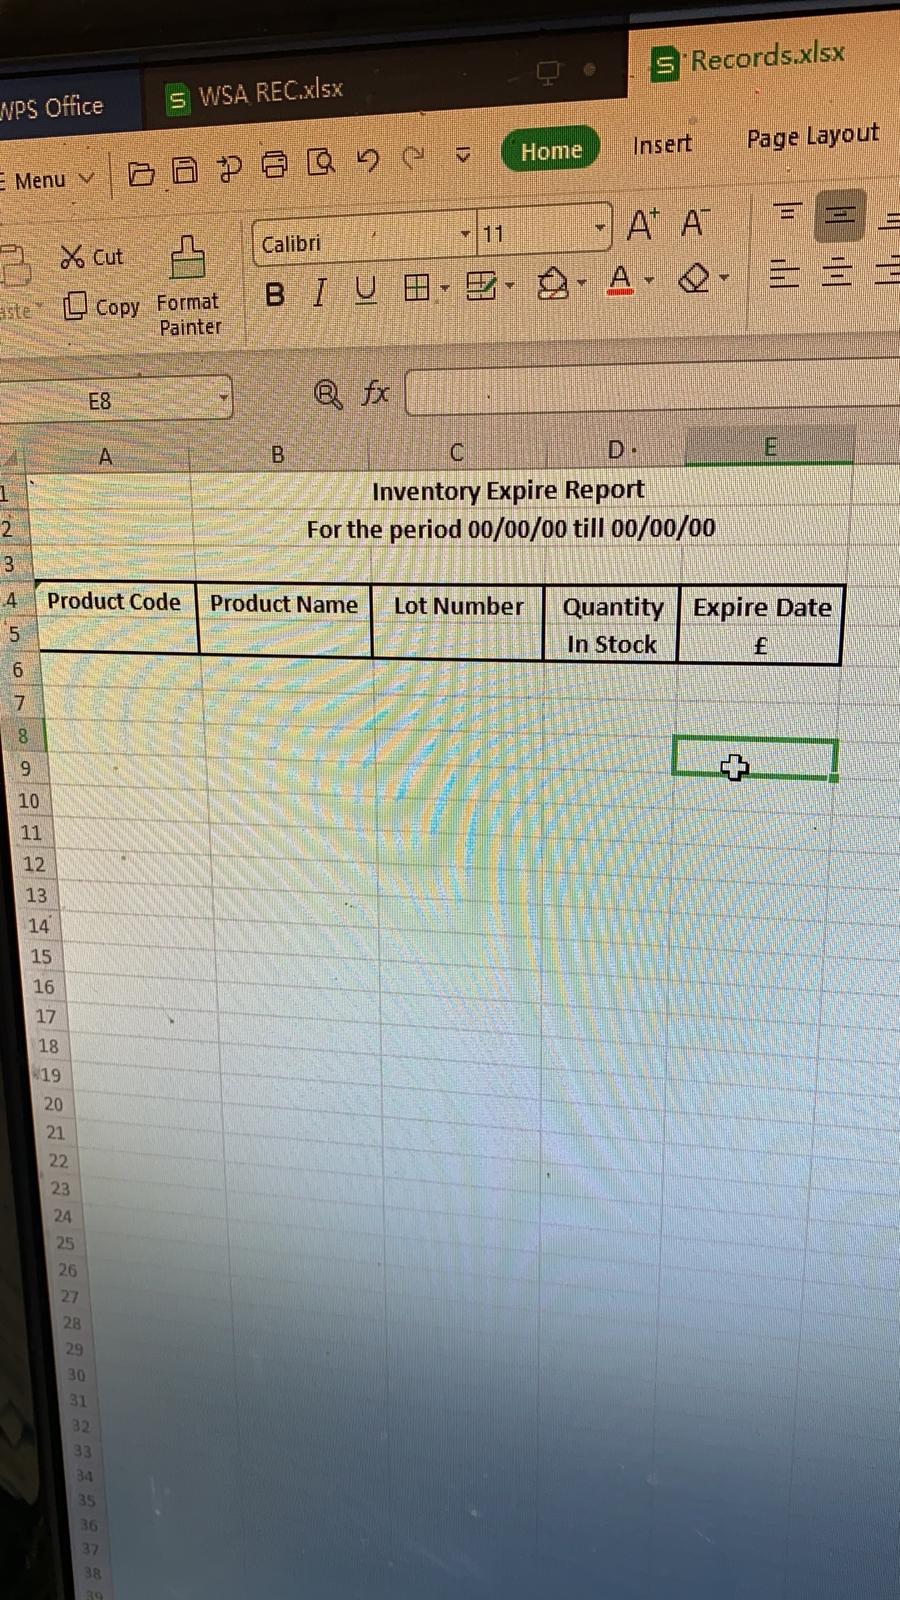 WPS Office
WSA REC.xlsx
Records.xlsx
Menu
Home
Insert
Page Layout
Cut
Copy
Format
Painter
Calibri
11
A+ A-
B I U
A
E8
fx
A B C D E
1 Inventory Expire Report
2 For the period 00/00/00 till 00/00/00
3
4 Product Code Product Name Lot Number Quantity Expire Date
5 In Stock £
6
7
8
9
10
11
12
13
14
15
16
17
18
19
20
21
22
23
24
25
26
27
28
29
30
31
32
33
34
35
36
37
38
39